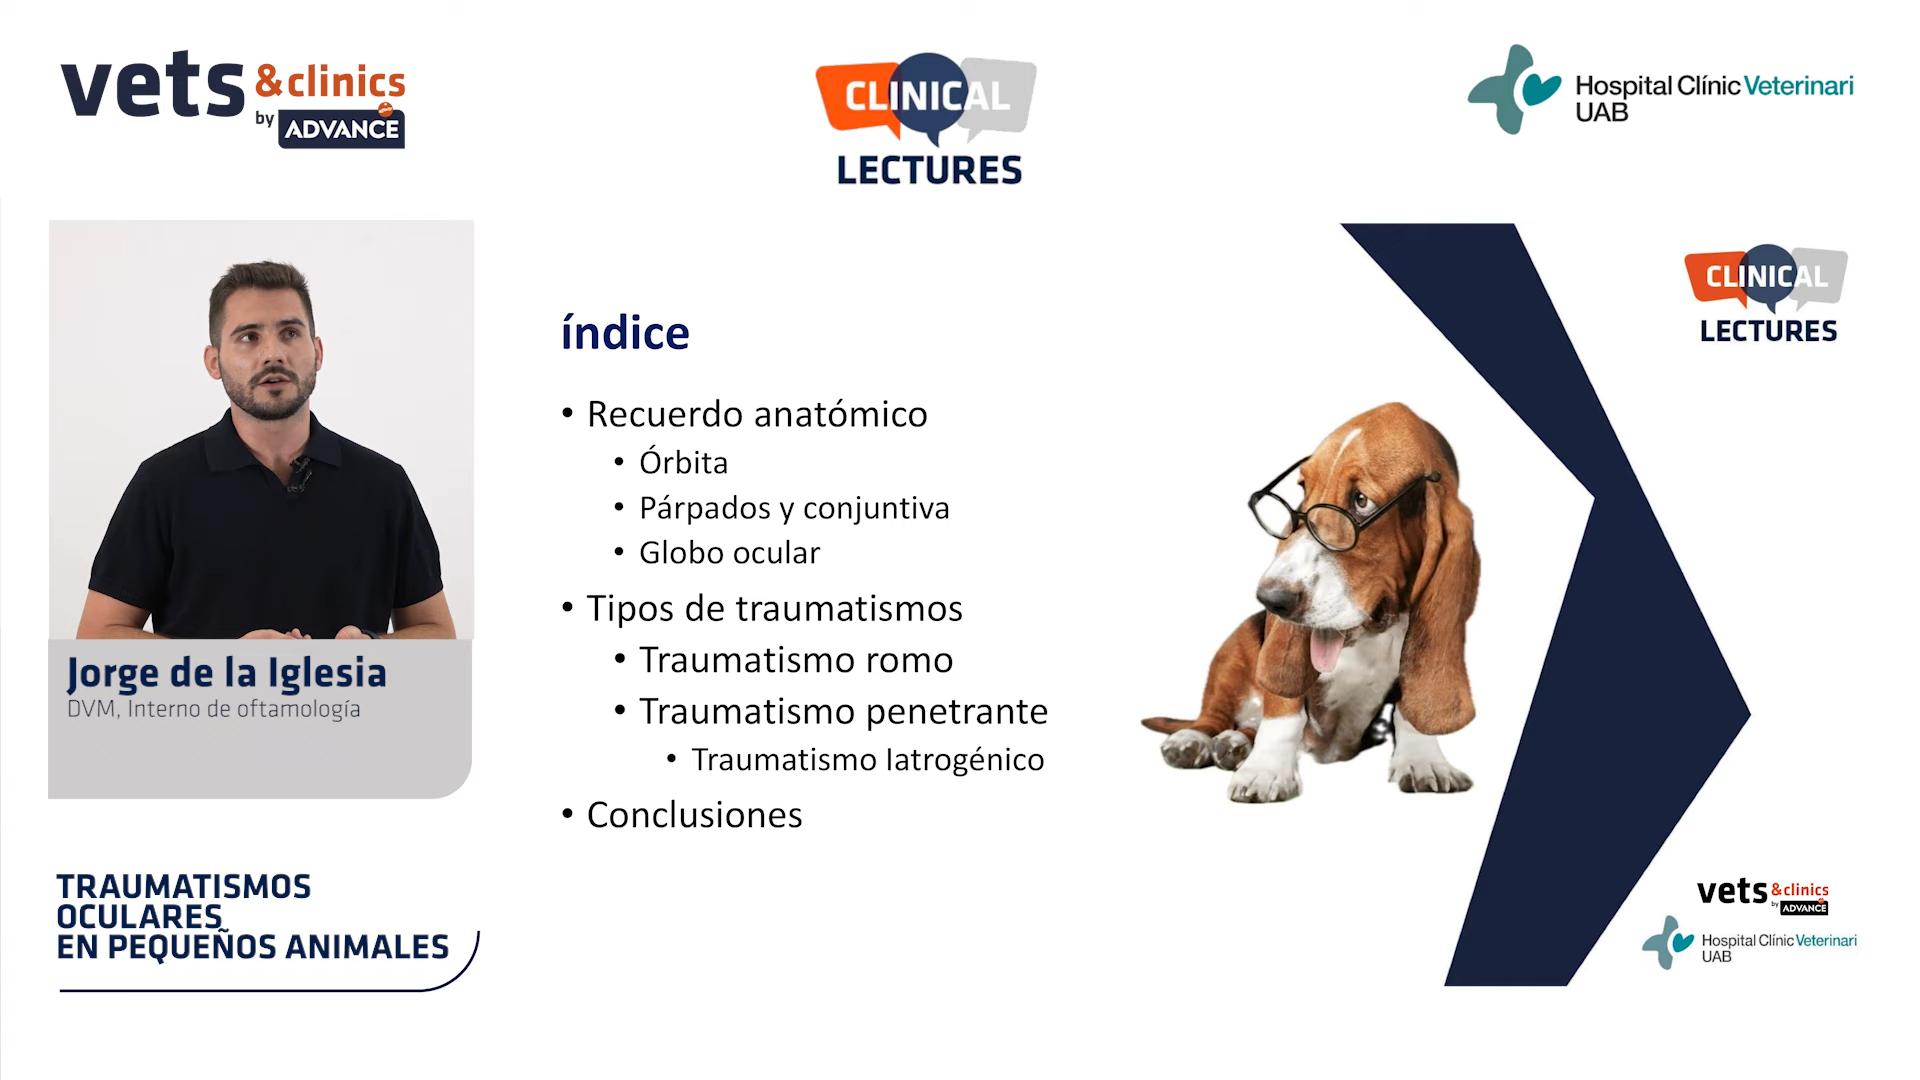 vets &clinics
by ADVANCE
CLINICAL
LECTURES
Hospital Clínic Veterinari
UAB
Jorge de la Iglesia
DVM, Interno de oftamología
TRAUMATISMOS
OCULARES
EN PEQUEÑOS ANIMALES
índice
• Recuerdo anatómico
• Órbita
• Párpados y conjuntiva
• Globo ocular
• Tipos de traumatismos
• Traumatismo romo
• Traumatismo penetrante
• Traumatismo Iatrogénico
• Conclusiones
CLINICAL
LECTURES
vets &clinics
by ADVANCE
Hospital Clínic Veterinari
UAB